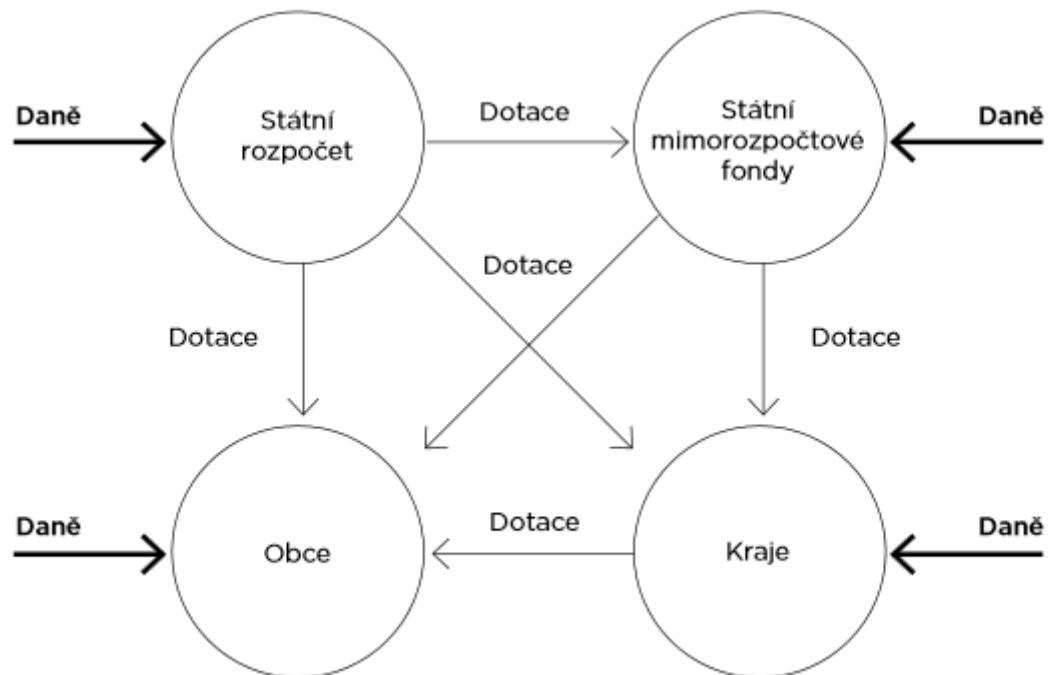 Daně
Státní
rozpočet
Dotace
Státní
mimorozpočtové
fondy
Daně
Dotace
Dotace
Dotace
Daně
Obce
Dotace
Kraje
Daně